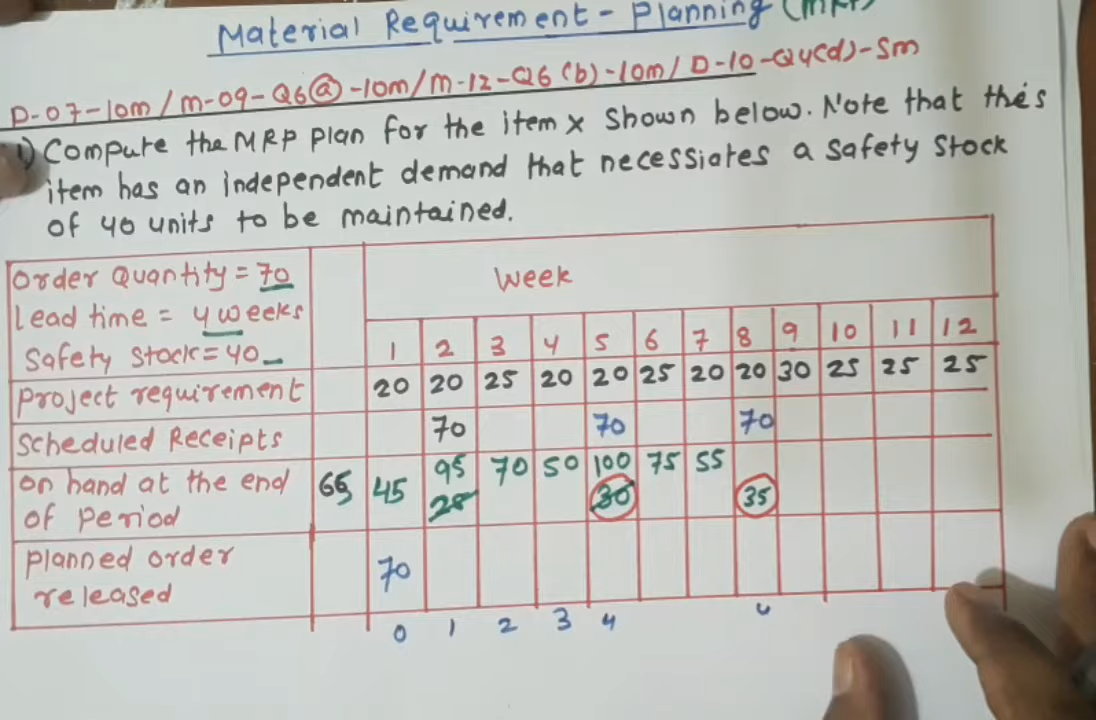 Material Requirement - Planning (MRP)
D-07-10m / m-09-Q6(a)-10m / m-12-Q6(b)-10m / D-10-Q4(d)-5m
1) Compute the MRP plan for the item x shown below. Note that this
item has an independent demand that necessiates a safety stock
of 40 units to be maintained.
Order Quantity = 70
Week
Lead time = 4 weeks
Safety Stock = 40
1 2 3 4 5 6 7 8 9 10 11 12
Project requirement 20 20 25 20 20 25 20 20 30 25 25 25
Scheduled Receipts 70 70 70
on hand at the end 65 45 95 70 50 100 75 55
of period 25 30 35
planned order 70
released
0 1 2 3 4